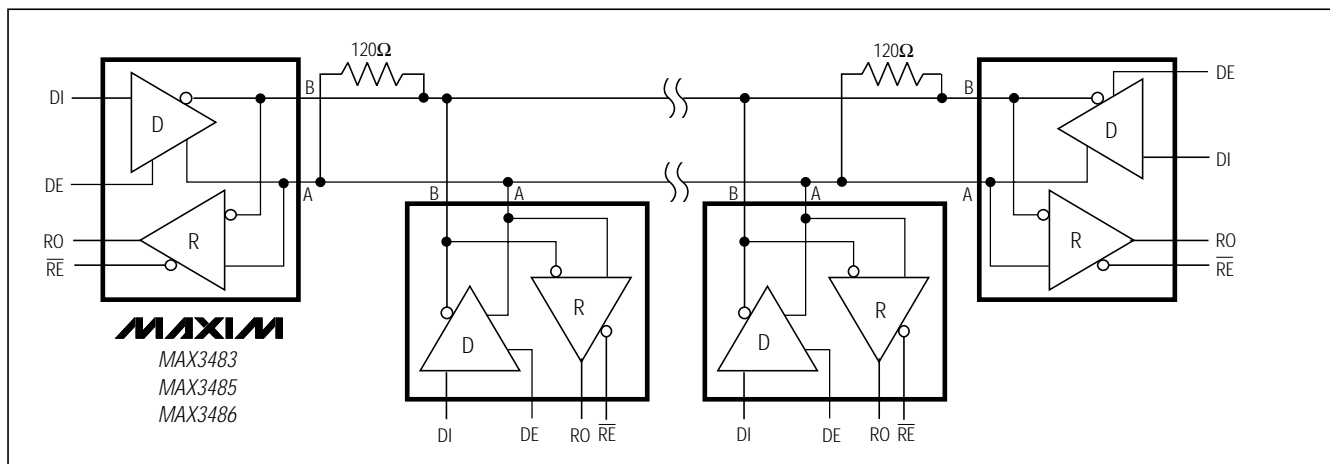 120Ω
120Ω
DI
B
D
DE
A
R
RO
RE
MAXIM
MAX3483
MAX3485
MAX3486
B
A
D
R
DI
DE
RO
RE
B
A
D
R
DI
DE
RO
RE
B
DE
D
DI
A
R
RO
RE